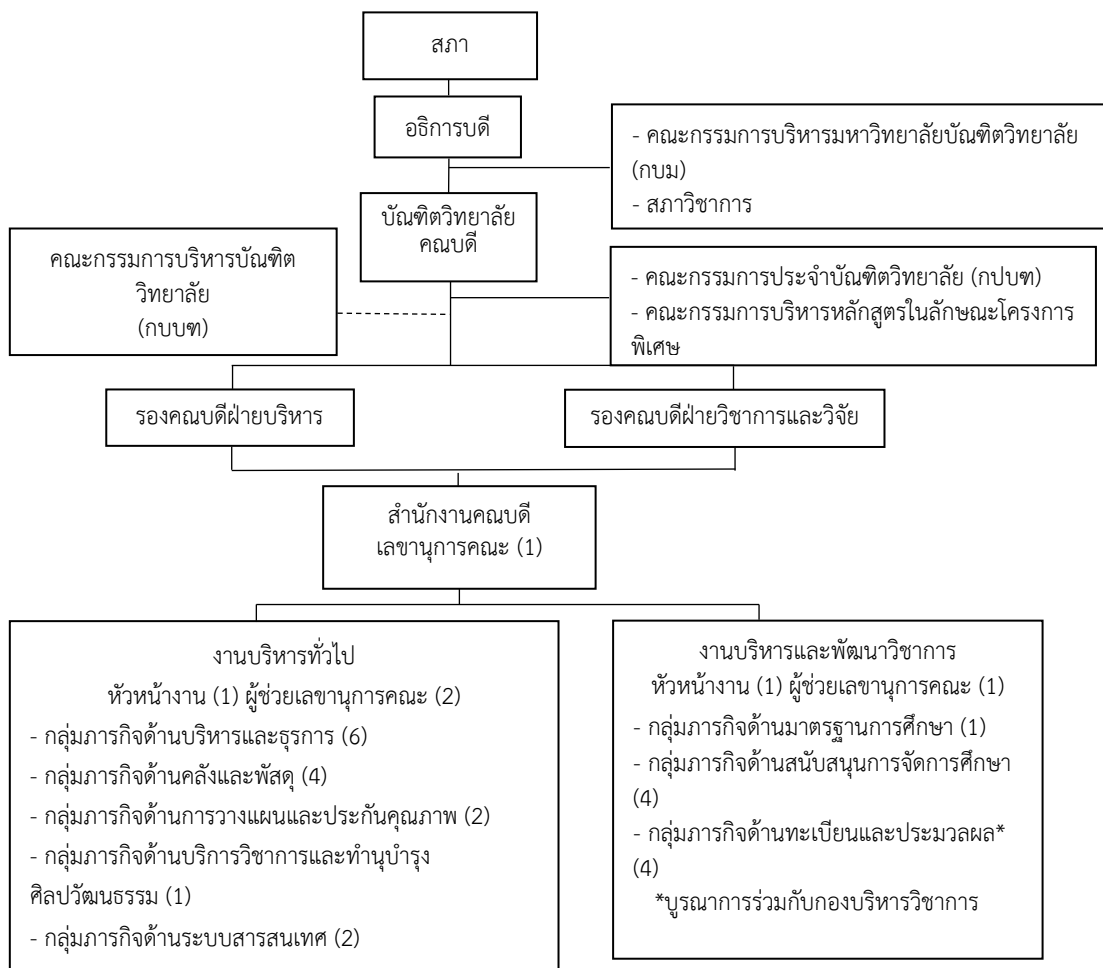 สภา
อธิการบดี
- คณะกรรมการบริหารมหาวิทยาลัยบัณฑิตวิทยาลัย
(กบม)
- สภาวิชาการ
บัณฑิตวิทยาลัย
คณบดี
คณะกรรมการบริหารบัณฑิต
วิทยาลัย
(กบบฑ)
- คณะกรรมการประจำบัณฑิตวิทยาลัย (กปบฑ)
- คณะกรรมการบริหารหลักสูตรในลักษณะโครงการ
พิเศษ
รองคณบดีฝ่ายบริหาร
รองคณบดีฝ่ายวิชาการและวิจัย
สำนักงานคณบดี
เลขานุการคณะ (1)
งานบริหารทั่วไป
หัวหน้างาน (1) ผู้ช่วยเลขานุการคณะ (2)
- กลุ่มภารกิจด้านบริหารและธุรการ (6)
- กลุ่มภารกิจด้านคลังและพัสดุ (4)
- กลุ่มภารกิจด้านการวางแผนและประกันคุณภาพ (2)
- กลุ่มภารกิจด้านบริการวิชาการและทำนุบำรุง
ศิลปวัฒนธรรม (1)
- กลุ่มภารกิจด้านระบบสารสนเทศ (2)
งานบริหารและพัฒนาวิชาการ
หัวหน้างาน (1) ผู้ช่วยเลขานุการคณะ (1)
- กลุ่มภารกิจด้านมาตรฐานการศึกษา (1)
- กลุ่มภารกิจด้านสนับสนุนการจัดการศึกษา
(4)
- กลุ่มภารกิจด้านทะเบียนและประมวลผล*
(4)
*บูรณาการร่วมกับกองบริหารวิชาการ